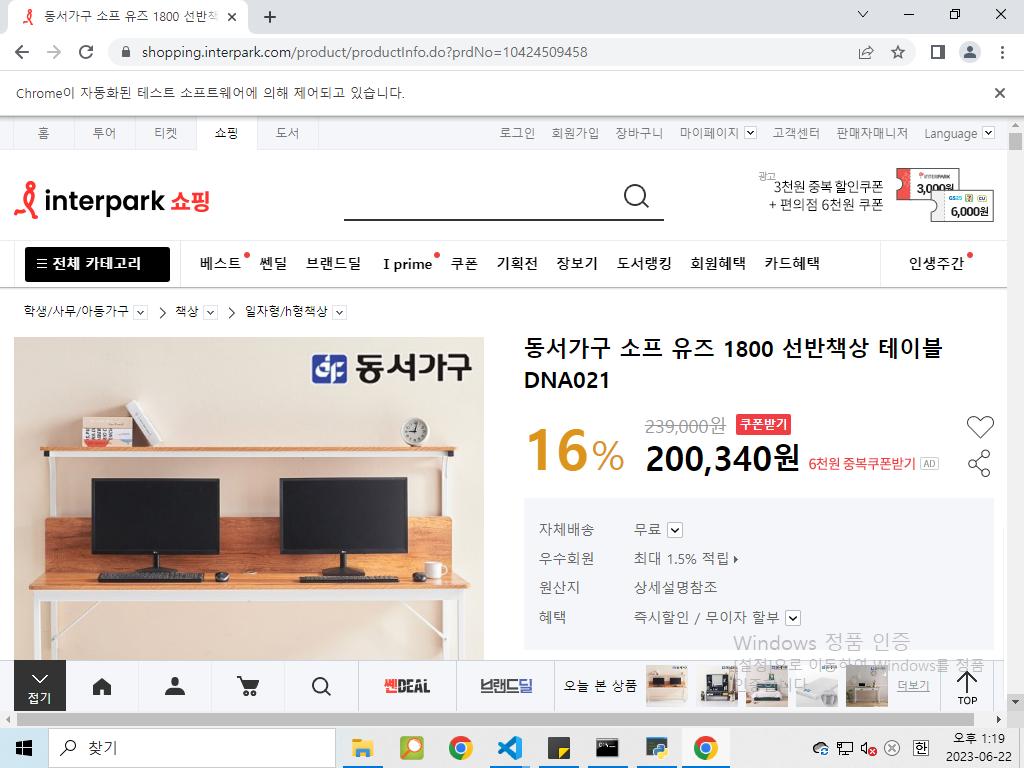 동서가구 소프 유즈 1800 선반책
shopping.interpark.com/product/productInfo.do?prdNo=10424509458
Chrome이 자동화된 테스트 소프트웨어에 의해 제어되고 있습니다.
홈 투어 티켓 쇼핑 도서 로그인 회원가입 장바구니 마이페이지 고객센터 판매자매니저 Language
광고
interpark 쇼핑
3천원 중복 할인쿠폰
+ 편의점 6천원 쿠폰
INTERPARK
3,000원
GS25 CU
6,000원
전체 카테고리 베스트 쎈딜 브랜드딜 I prime 쿠폰 기획전 장보기 도서랭킹 회원혜택 카드혜택 인생주간
학생/사무/아동가구 책상 일자형/h형책상
동서가구
동서가구 소프 유즈 1800 선반책상 테이블
DNA021
239,000원 쿠폰받기
16% 200,340원 6천원 중복쿠폰받기 AD
자체배송 무료
우수회원 최대 1.5% 적립
원산지 상세설명참조
혜택 즉시할인 / 무이자 할부
Windows 정품 인증
[설정]으로 이동하여 Windows를 정품
인증합니다.
접기 쎈DEAL 브랜드딜 오늘 본 상품 더보기 TOP
찾기
한
오후 1:19
2023-06-22